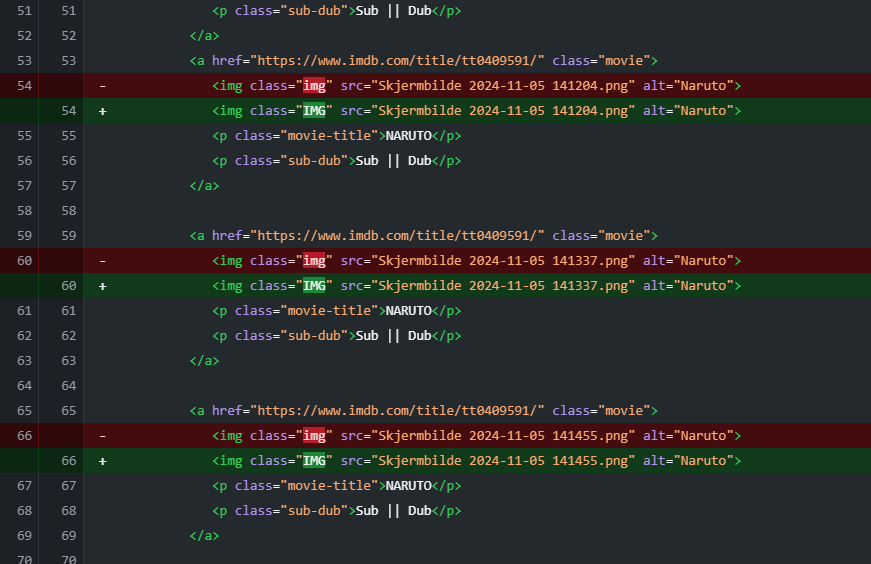 51 51 <p class="sub-dub">Sub || Dub</p>
52 52 </a>
53 53 <a href="https://www.imdb.com/title/tt0409591/" class="movie">
54 - <img class="img" src="Skjermbilde 2024-11-05 141204.png" alt="Naruto">
54 + <img class="IMG" src="Skjermbilde 2024-11-05 141204.png" alt="Naruto">
55 55 <p class="movie-title">NARUTO</p>
56 56 <p class="sub-dub">Sub || Dub</p>
57 57 </a>
58 58
59 59 <a href="https://www.imdb.com/title/tt0409591/" class="movie">
60 - <img class="img" src="Skjermbilde 2024-11-05 141337.png" alt="Naruto">
60 + <img class="IMG" src="Skjermbilde 2024-11-05 141337.png" alt="Naruto">
61 61 <p class="movie-title">NARUTO</p>
62 62 <p class="sub-dub">Sub || Dub</p>
63 63 </a>
64 64
65 65 <a href="https://www.imdb.com/title/tt0409591/" class="movie">
66 - <img class="img" src="Skjermbilde 2024-11-05 141455.png" alt="Naruto">
66 + <img class="IMG" src="Skjermbilde 2024-11-05 141455.png" alt="Naruto">
67 67 <p class="movie-title">NARUTO</p>
68 68 <p class="sub-dub">Sub || Dub</p>
69 69 </a>
70 70